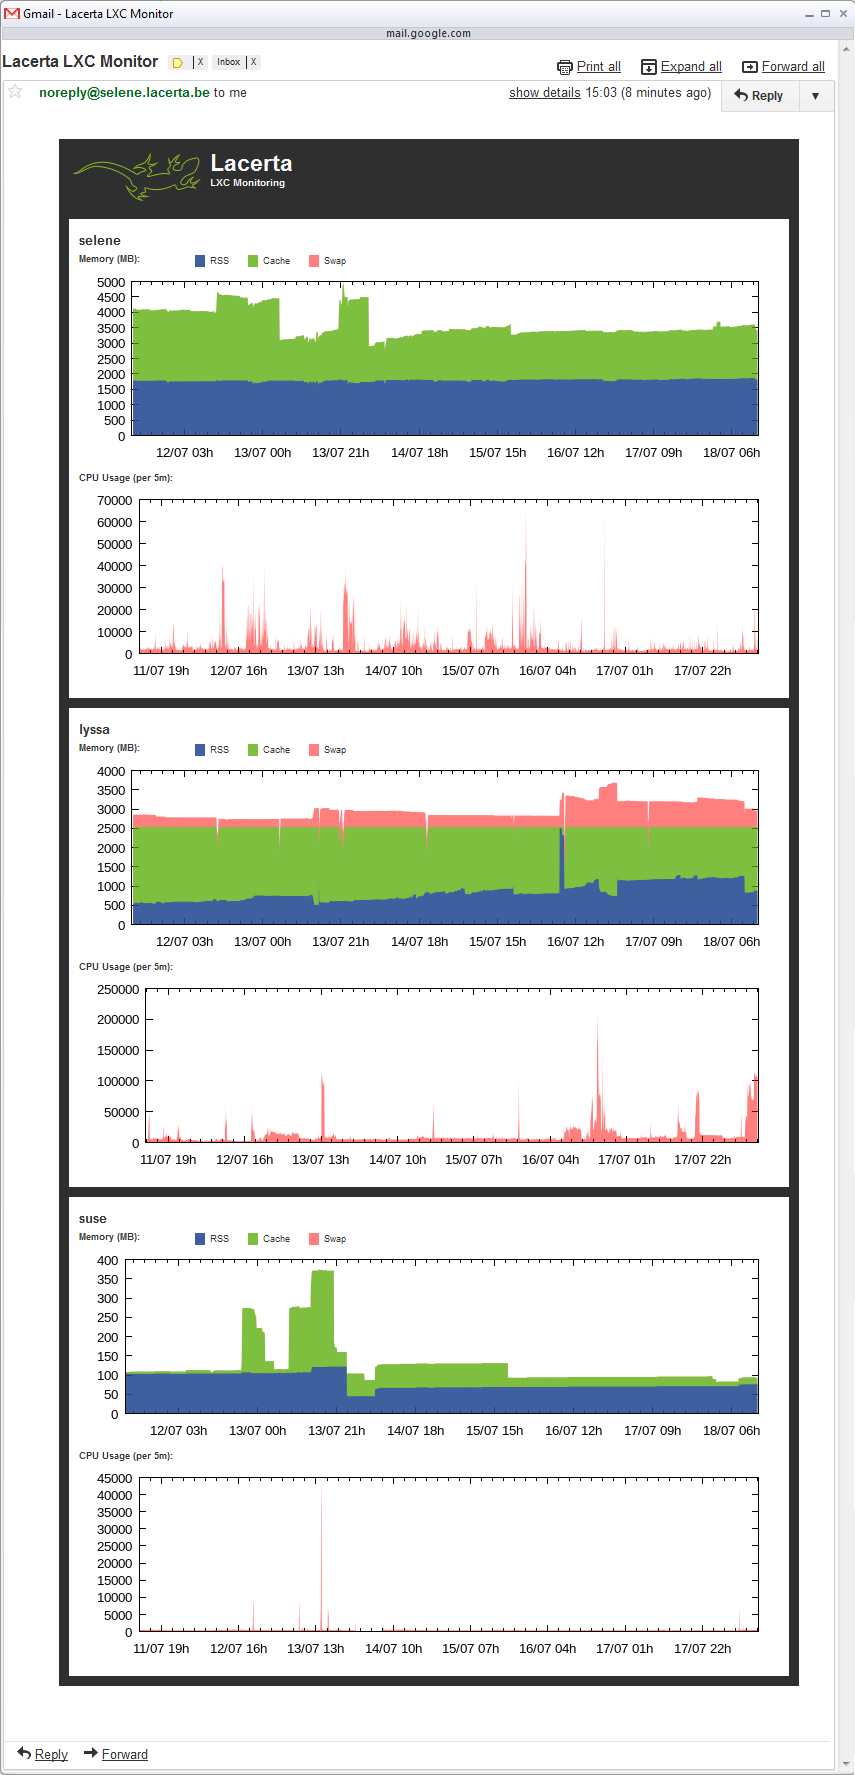 Gmail - Lacerta LXC Monitor
mail.google.com
Lacerta LXC Monitor X Inbox X
Print all Expand all Forward all
noreply@selene.lacerta.be to me show details 15:03 (8 minutes ago) Reply
Lacerta
LXC Monitoring
selene
Memory (MB): RSS Cache Swap
5000
4500
4000
3500
3000
2500
2000
1500
1000
500
0
12/07 03h 13/07 00h 13/07 21h 14/07 18h 15/07 15h 16/07 12h 17/07 09h 18/07 06h
CPU Usage (per 5m):
70000
60000
50000
40000
30000
20000
10000
0
11/07 19h 12/07 16h 13/07 13h 14/07 10h 15/07 07h 16/07 04h 17/07 01h 17/07 22h
lyssa
Memory (MB): RSS Cache Swap
4000
3500
3000
2500
2000
1500
1000
500
0
12/07 03h 13/07 00h 13/07 21h 14/07 18h 15/07 15h 16/07 12h 17/07 09h 18/07 06h
CPU Usage (per 5m):
250000
200000
150000
100000
50000
0
11/07 19h 12/07 16h 13/07 13h 14/07 10h 15/07 07h 16/07 04h 17/07 01h 17/07 22h
suse
Memory (MB): RSS Cache Swap
400
350
300
250
200
150
100
50
0
12/07 03h 13/07 00h 13/07 21h 14/07 18h 15/07 15h 16/07 12h 17/07 09h 18/07 06h
CPU Usage (per 5m):
45000
40000
35000
30000
25000
20000
15000
10000
5000
0
11/07 19h 12/07 16h 13/07 13h 14/07 10h 15/07 07h 16/07 04h 17/07 01h 17/07 22h
Reply Forward